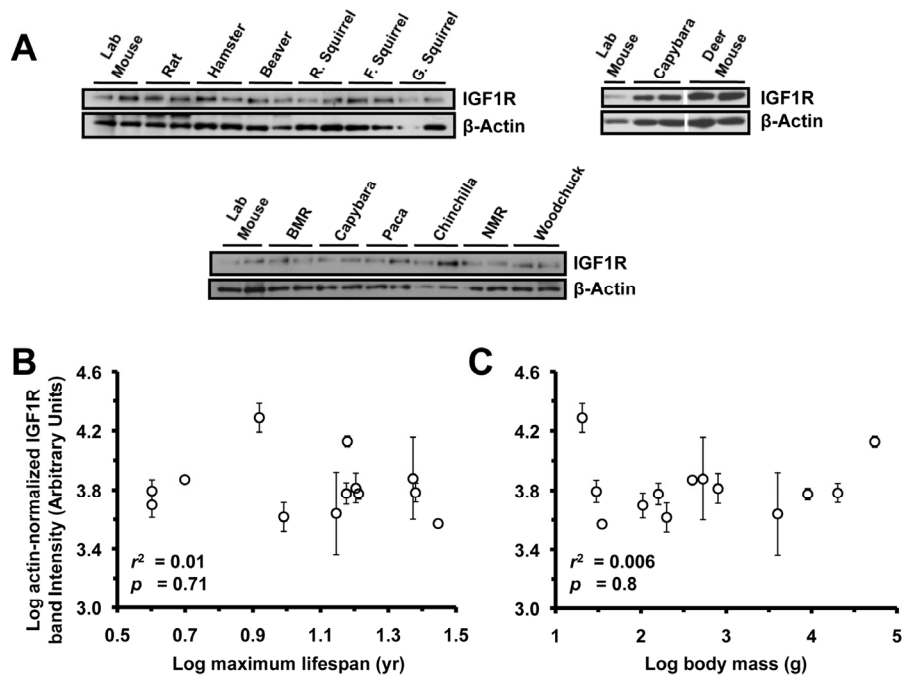 A
Lab Mouse
Rat
Hamster
Beaver
R. Squirrel
F. Squirrel
G. Squirrel
IGF1R
β-Actin
Lab Mouse
Capybara
Deer Mouse
IGF1R
β-Actin
Lab Mouse
BMR
Capybara
Paca
Chinchilla
NMR
Woodchuck
IGF1R
β-Actin
B
Log actin-normalized IGF1R
band Intensity (Arbitrary Units)
4.6
4.2
3.8
3.4
3.0
r² = 0.01
p = 0.71
0.5 0.7 0.9 1.1 1.3 1.5
Log maximum lifespan (yr)
C
4.6
4.2
3.8
3.4
3.0
r² = 0.006
p = 0.8
1 2 3 4 5
Log body mass (g)